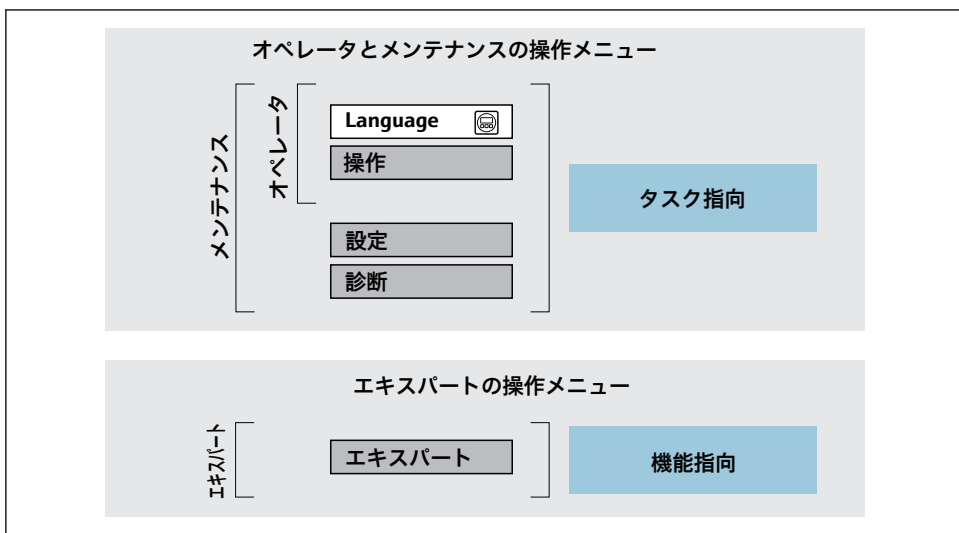 オペレータとメンテナンスの操作メニュー
メンテナンス
オペレータ
Language
操作
設定
診断
タスク指向
エキスパートの操作メニュー
エキスパート
エキスパート
機能指向